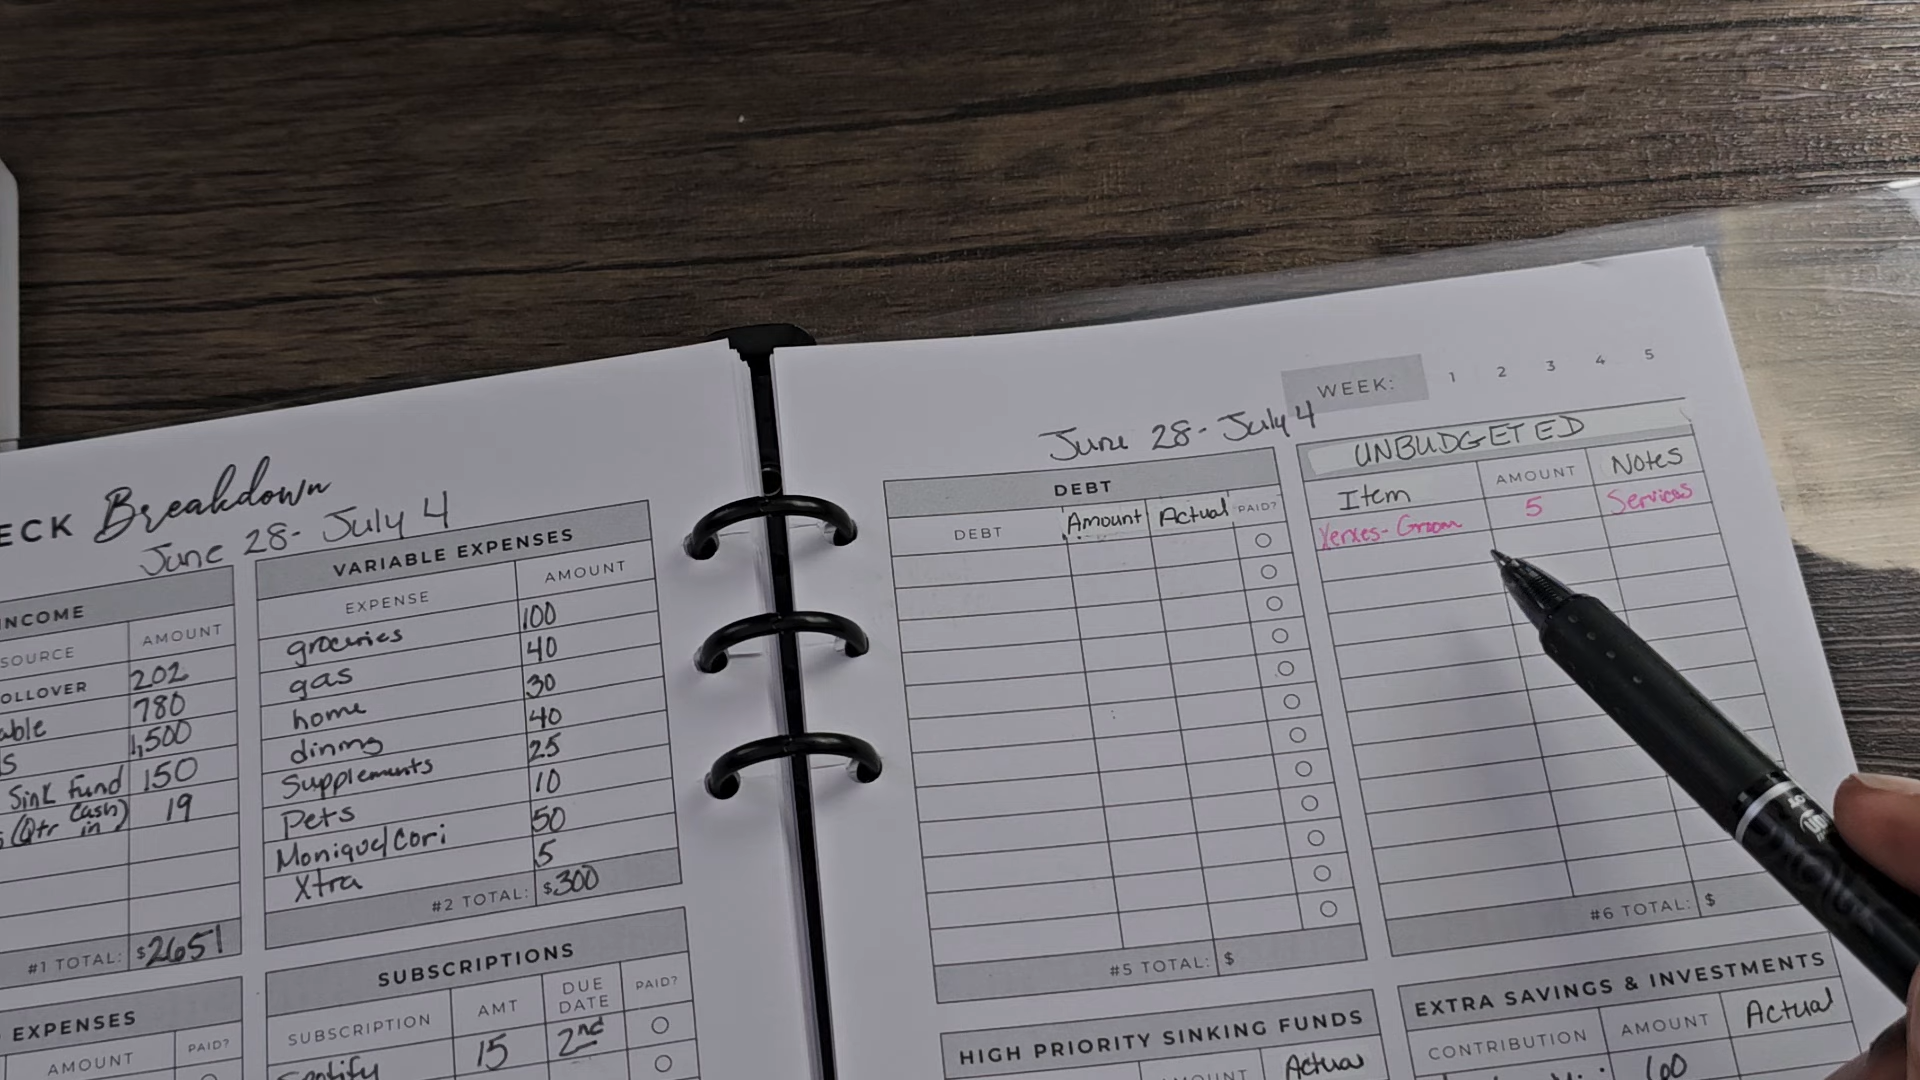 ECK Breakdown
June 28- July 4
INCOME
SOURCE AMOUNT
OLLOVER 202
able 780
s 1,500
Sink Fund 150
(Qtr Cash in) 19
#1 TOTAL: $2651
EXPENSES
AMOUNT PAID?
VARIABLE EXPENSES
EXPENSE AMOUNT
groceries 100
gas 40
home 30
dining 40
Supplements 25
Pets 10
Monique/Cori 50
Xtra 5
#2 TOTAL: $300
SUBSCRIPTIONS
SUBSCRIPTION AMT DUE DATE PAID?
Spotify 15 2nd
WEEK: 1 2 3 4 5
June 28- July 4
DEBT
DEBT Amount Actual PAID?
#5 TOTAL: $
UNBUDGETED
Item AMOUNT Notes
Xerxes- Groom 5 Services
#6 TOTAL: $
HIGH PRIORITY SINKING FUNDS
AMOUNT Actual
EXTRA SAVINGS & INVESTMENTS
CONTRIBUTION AMOUNT Actual
60